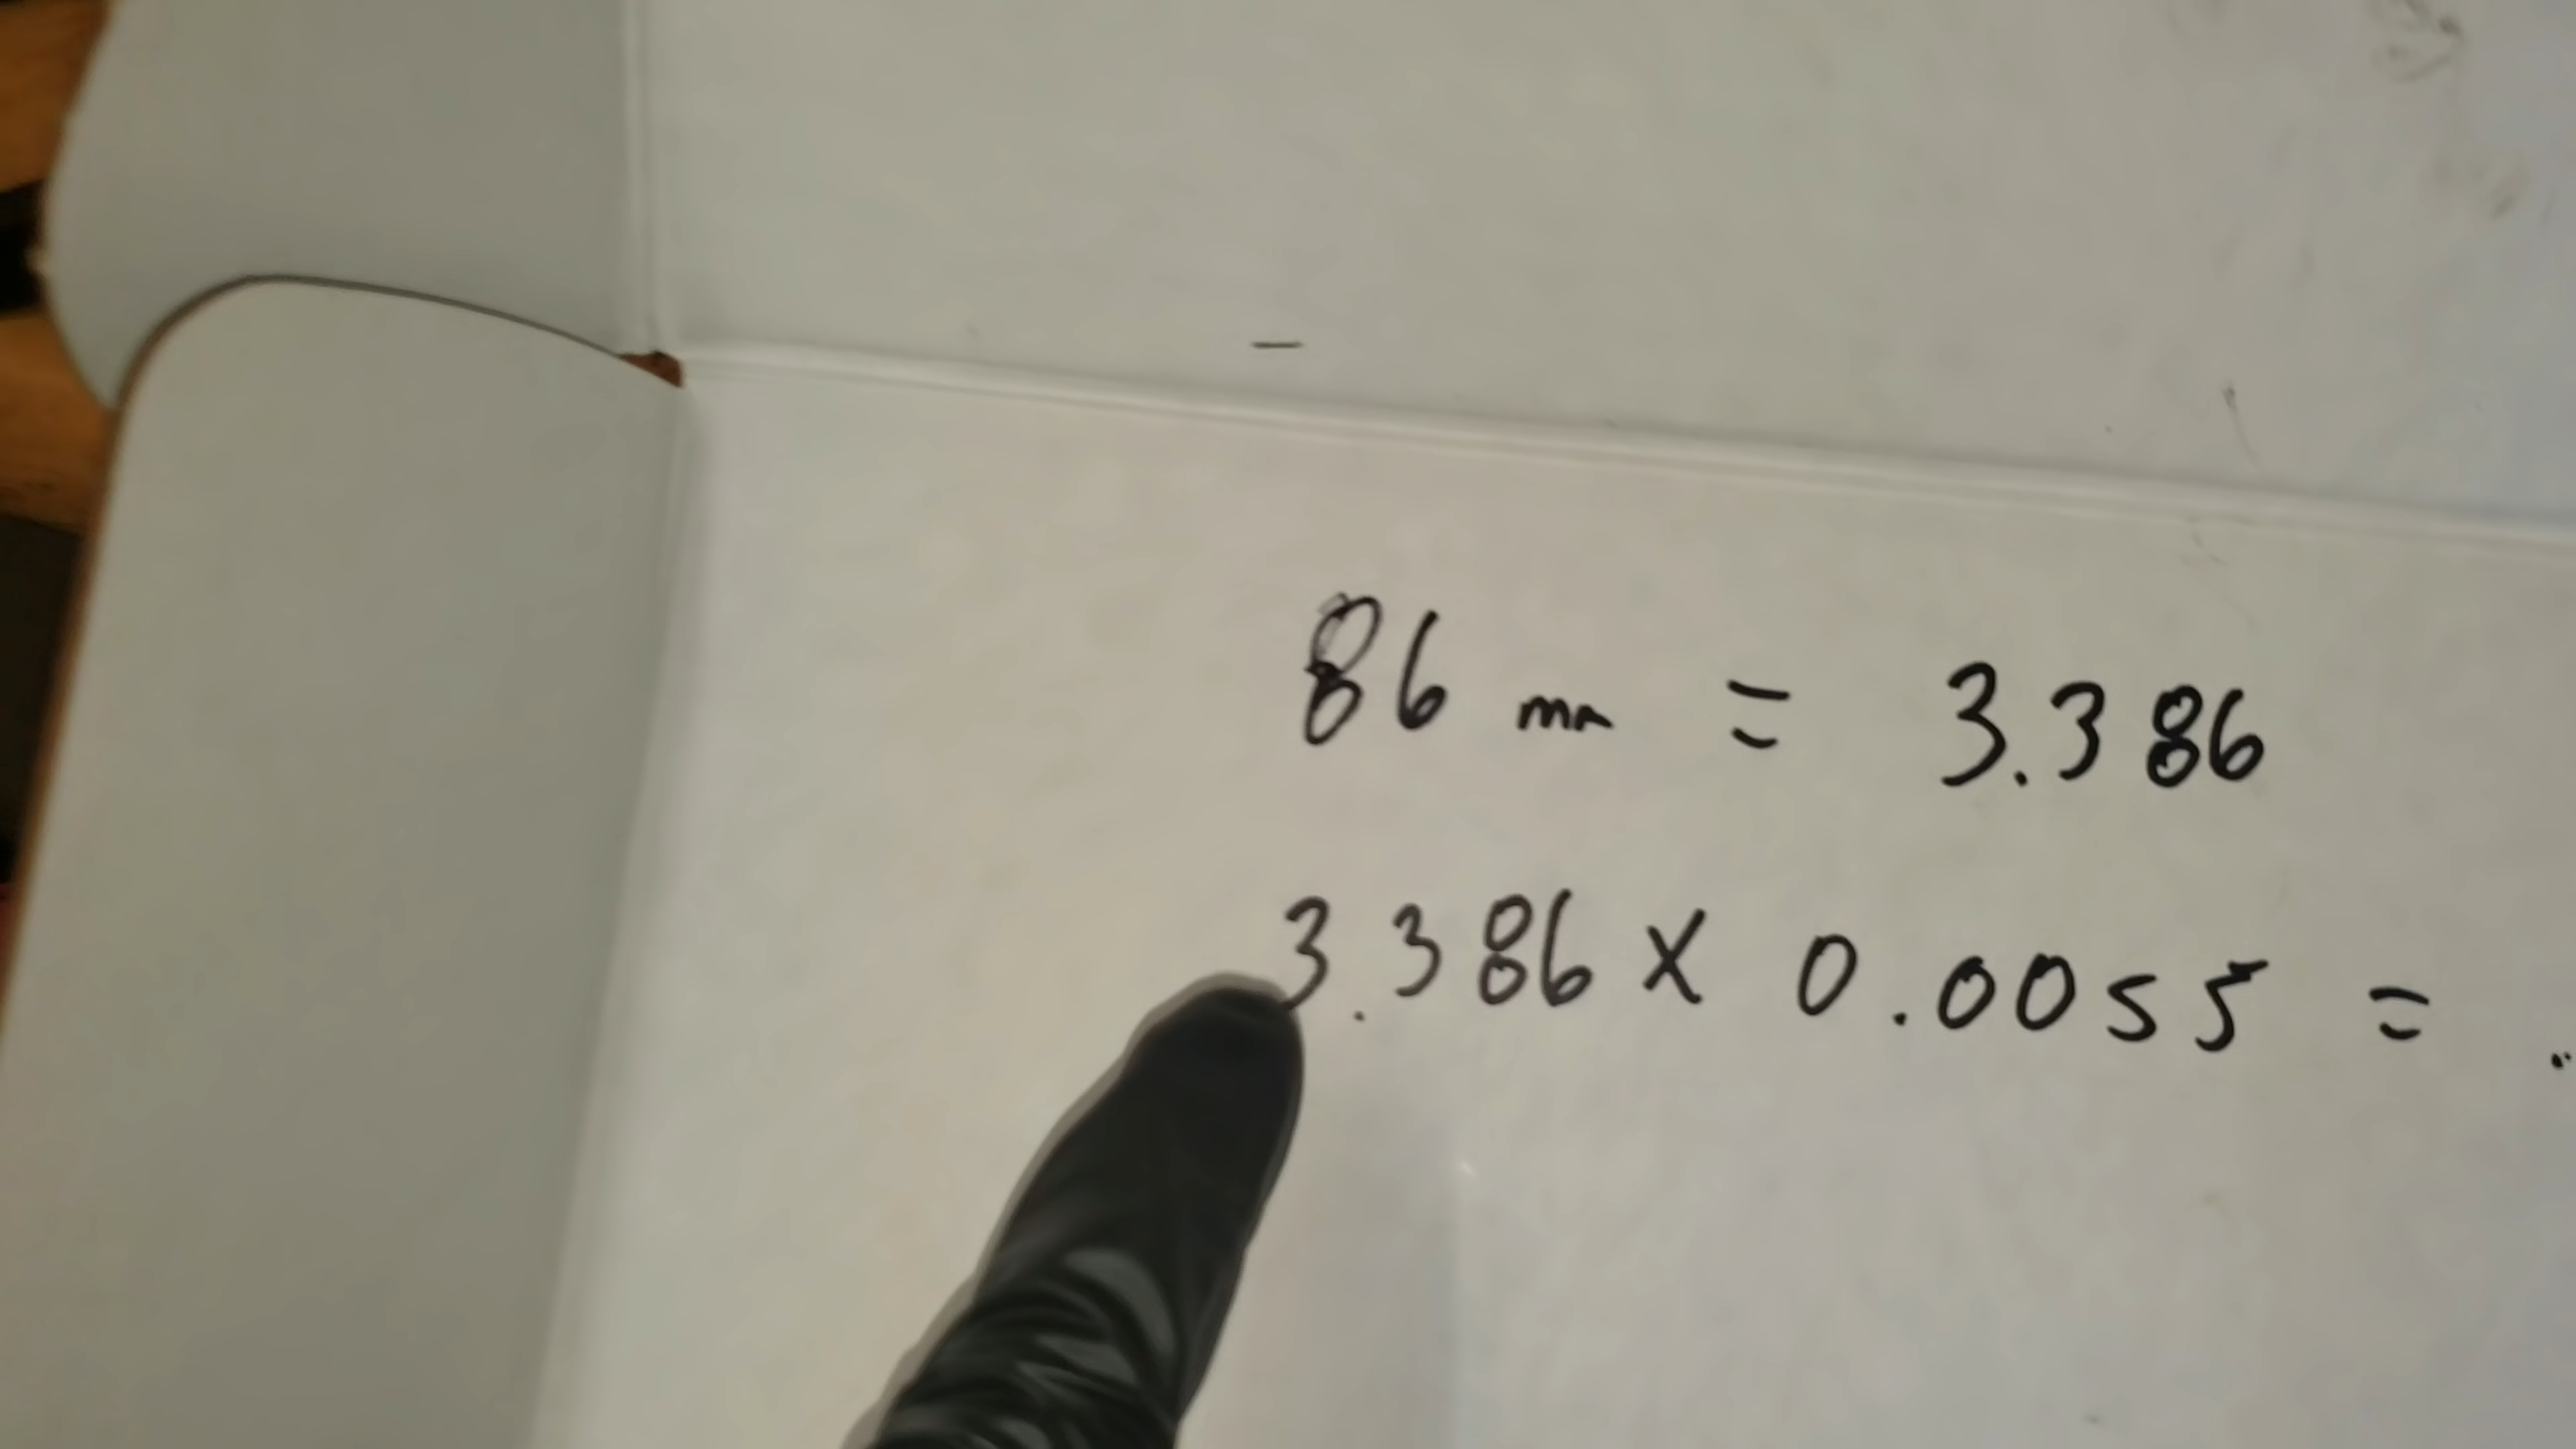 86 mm = 3.386
3.386 x 0.0055 =